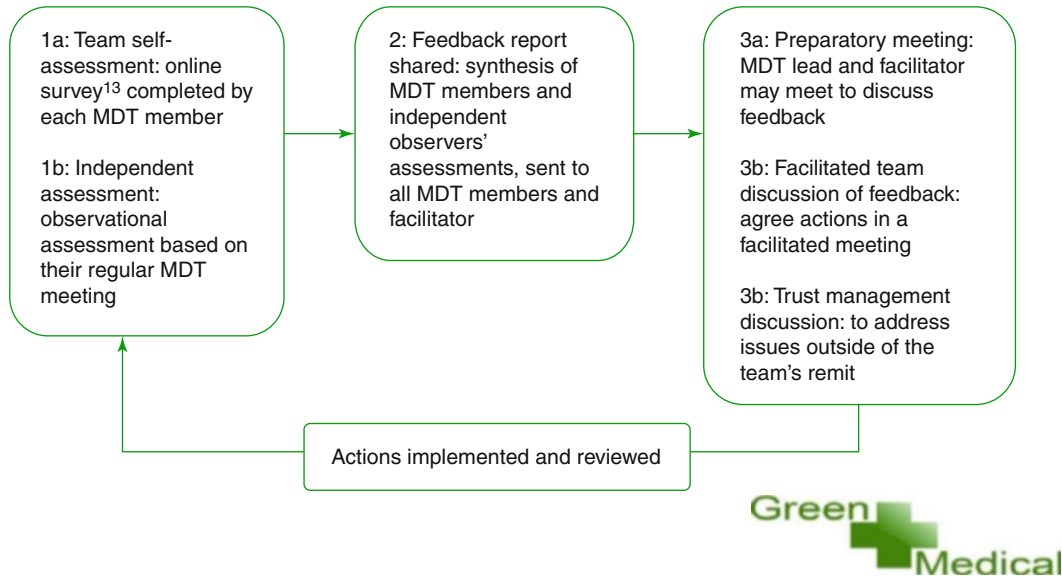 1a: Team self-
assessment: online
survey¹³ completed by
each MDT member
1b: Independent
assessment:
observational
assessment based on
their regular MDT
meeting
2: Feedback report
shared: synthesis of
MDT members and
independent
observers’
assessments, sent to
all MDT members and
facilitator
3a: Preparatory meeting:
MDT lead and facilitator
may meet to discuss
feedback
3b: Facilitated team
discussion of feedback:
agree actions in a
facilitated meeting
3b: Trust management
discussion: to address
issues outside of the
team’s remit
Actions implemented and reviewed
Green
Medical